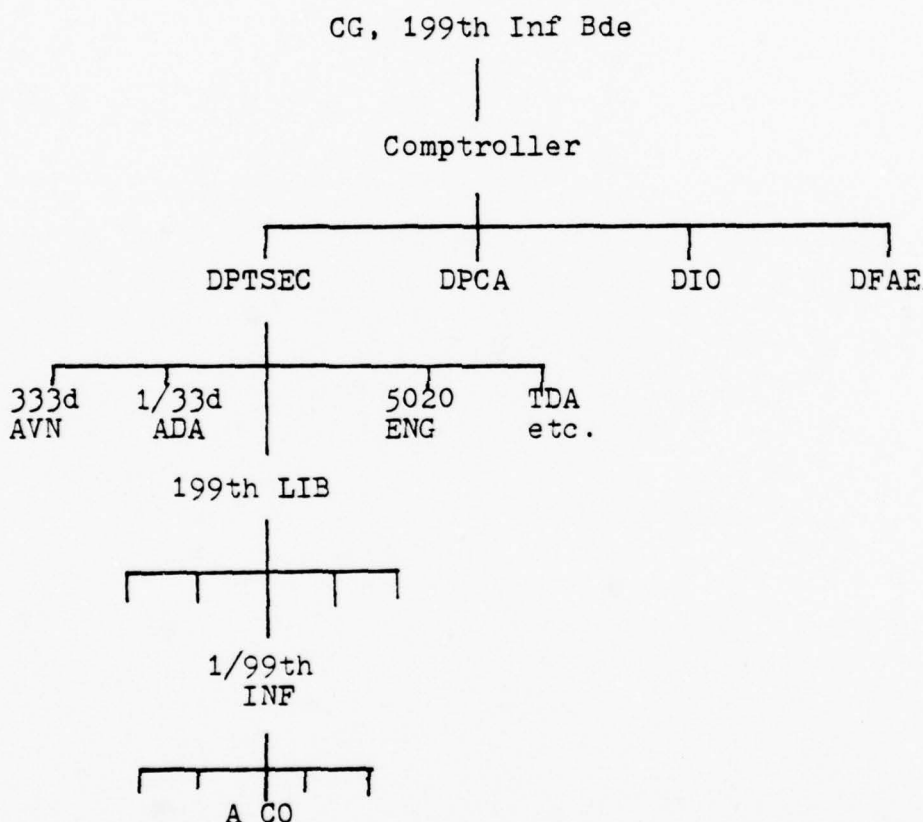 CG, 199th Inf Bde
Comptroller
DPTSEC DPCA DIO DFAE
333d 1/33d 5020 TDA
AVN ADA ENG etc.
199th LIB
1/99th
INF
A CO